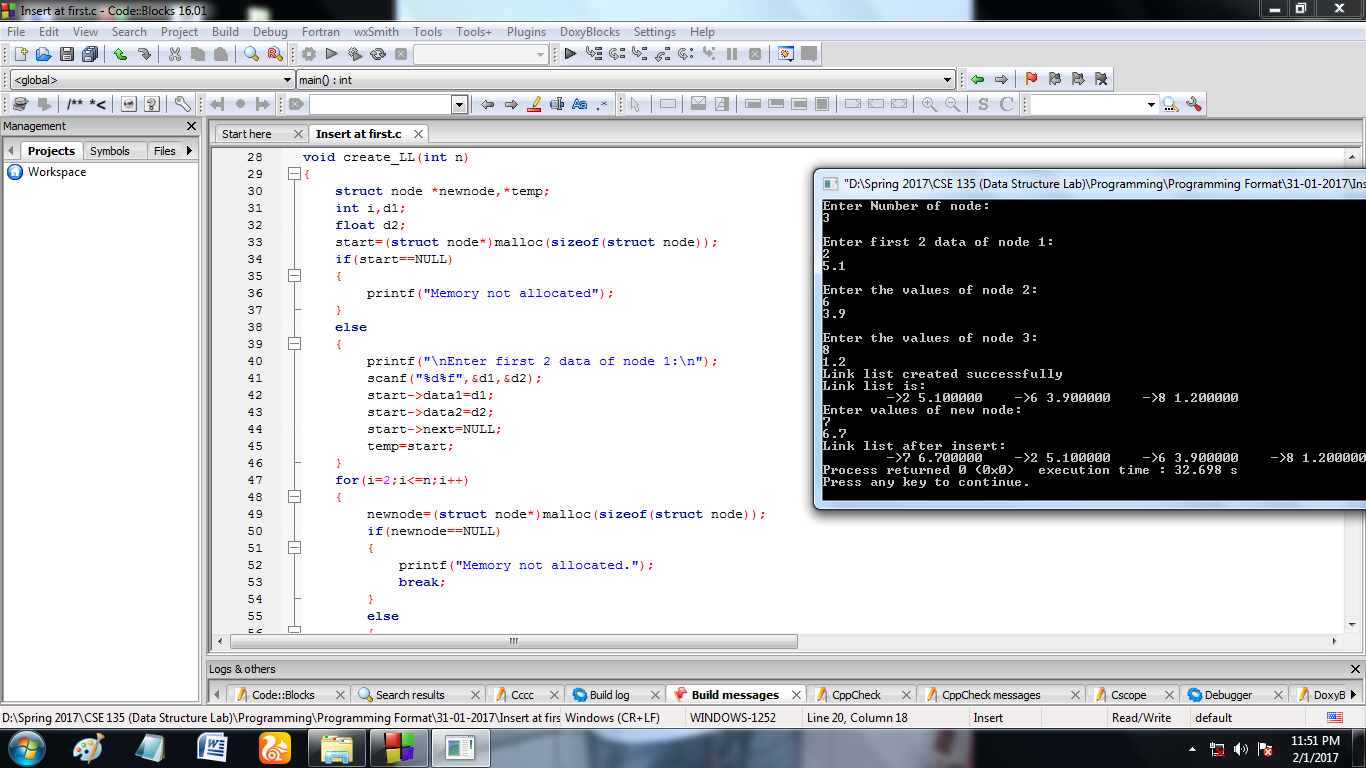 Insert at first.c - Code::Blocks 16.01
File Edit View Search Project Build Debug Fortran wxSmith Tools Tools+ Plugins DoxyBlocks Settings Help
<global> main() : int
/** *<
S C
Management
Projects Symbols Files
Workspace
Start here Insert at first.c
28 void create_LL(int n)
29 {
30 struct node *newnode,*temp;
31 int i,d1;
32 float d2;
33 start=(struct node*)malloc(sizeof(struct node));
34 if(start==NULL)
35 {
36 printf("Memory not allocated");
37 }
38 else
39 {
40 printf("\nEnter first 2 data of node 1:\n");
41 scanf("%d%f",&d1,&d2);
42 start->data1=d1;
43 start->data2=d2;
44 start->next=NULL;
45 temp=start;
46 }
47 for(i=2;i<=n;i++)
48 {
49 newnode=(struct node*)malloc(sizeof(struct node));
50 if(newnode==NULL)
51 {
52 printf("Memory not allocated.");
53 break;
54 }
55 else
56 {
"D:\Spring 2017\CSE 135 (Data Structure Lab)\Programming\Programming Format\31-01-2017\Ins
Enter Number of node:
3
Enter first 2 data of node 1:
2
5.1
Enter the values of node 2:
6
3.9
Enter the values of node 3:
8
1.2
Link list created successfully
Link list is:
->2 5.100000 ->6 3.900000 ->8 1.200000
Enter values of new node:
7
6.7
Link list after insert:
->7 6.700000 ->2 5.100000 ->6 3.900000 ->8 1.200000
Process returned 0 (0x0) execution time : 32.698 s
Press any key to continue.
Logs & others
Code::Blocks Search results Cccc Build log Build messages CppCheck CppCheck messages Cscope Debugger DoxyB
D:\Spring 2017\CSE 135 (Data Structure Lab)\Programming\Programming Format\31-01-2017\Insert at firs Windows (CR+LF) WINDOWS-1252 Line 20, Column 18 Insert Read/Write default
11:51 PM
2/1/2017